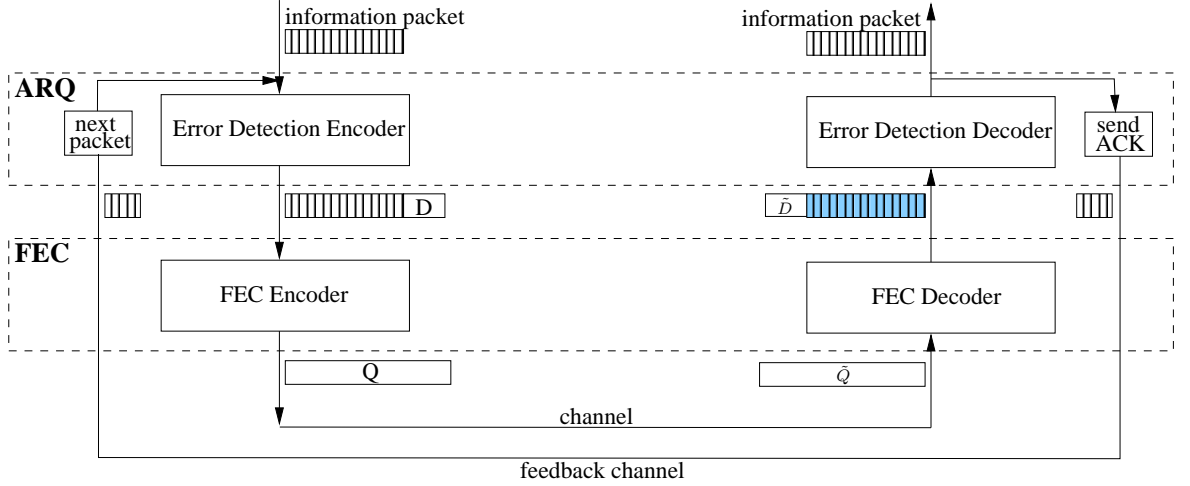 information packet
information packet
ARQ
next
packet
Error Detection Encoder
Error Detection Decoder
send
ACK
D
D̃
FEC
FEC Encoder
FEC Decoder
Q
Q̃
channel
feedback channel